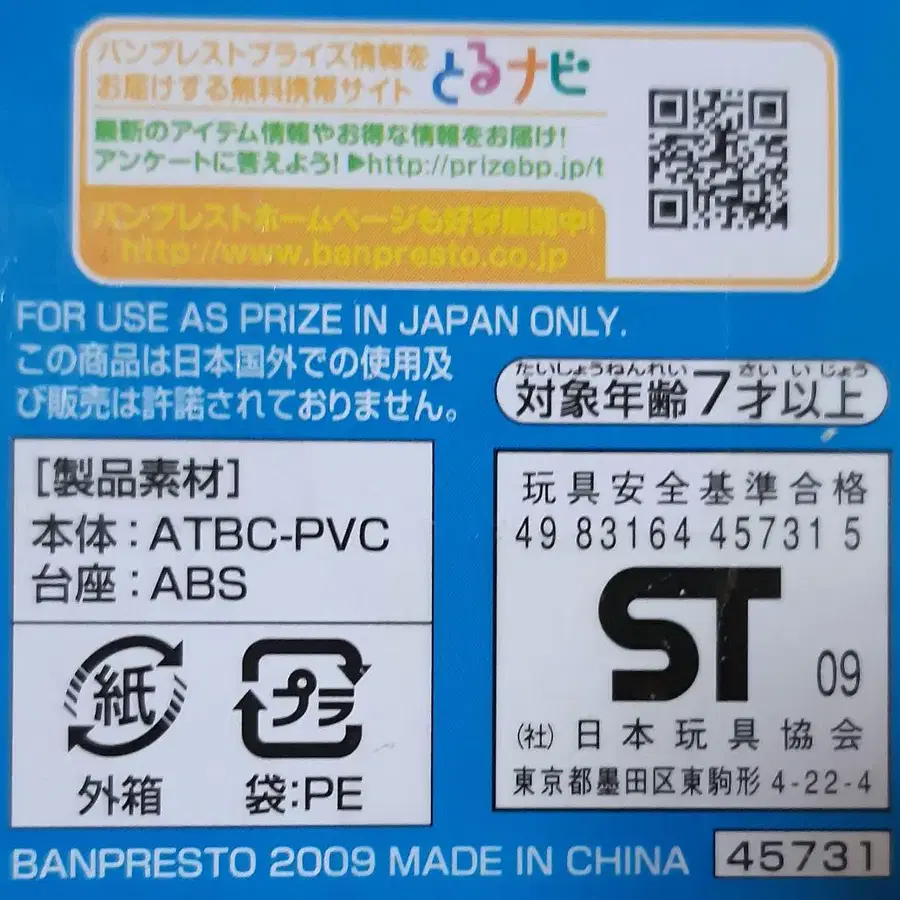 バンプレストプライズ情報を
お届けする無料携帯サイト
とるナビ
最新のアイテム情報やお得な情報をお届け!
アンケートに答えよう!▶http://prizebp.jp/t
バンプレストホームページも好評展開中!
http://www.banpresto.co.jp
FOR USE AS PRIZE IN JAPAN ONLY.
この商品は日本国外での使用及
び販売は許諾されておりません。
たいしょうねんれい さい いじょう
対象年齢7才以上
[製品素材]
本体:ATBC-PVC
台座:ABS
紙
外箱
プラ
袋:PE
玩具安全基準合格
49 83164 45731 5
ST 09
(社)日本玩具協会
東京都墨田区東駒形 4-22-4
BANPRESTO 2009 MADE IN CHINA
45731